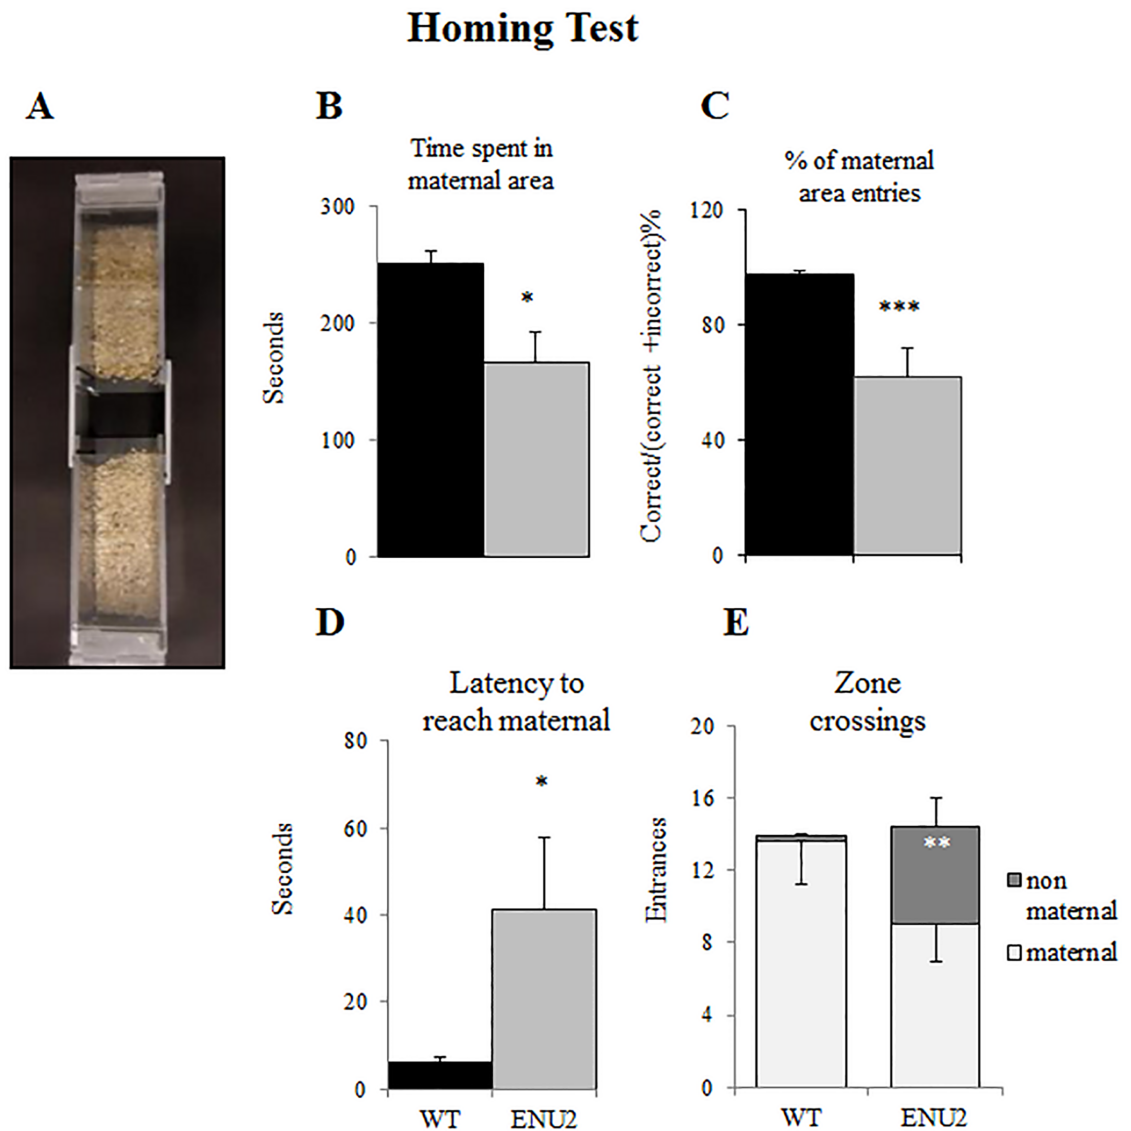 Homing Test
A
B
Time spent in
maternal area
Seconds
300
200
100
0
*
C
% of maternal
area entries
Correct/(correct +incorrect)%
120
80
40
0
***
D
Latency to
reach maternal
Seconds
80
60
40
20
0
*
WT
ENU2
E
Zone
crossings
Entrances
20
16
12
8
4
0
**
WT
ENU2
non
maternal
maternal